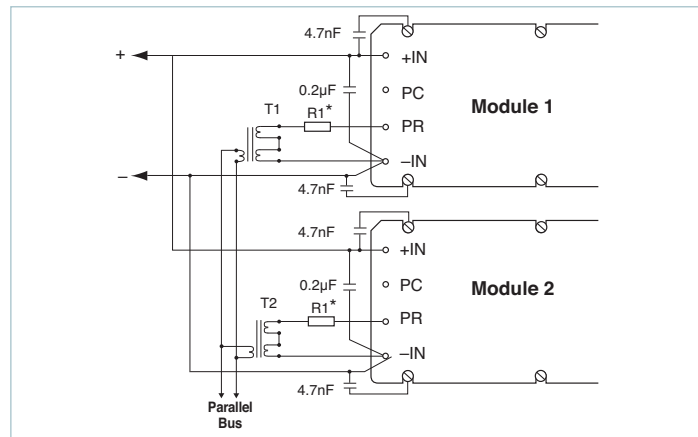 4.7nF
+
+IN
0.2µF
PC
Module 1
T1
R1*
PR
–IN
–
4.7nF
4.7nF
+IN
0.2µF
PC
Module 2
T2
R1*
PR
–IN
4.7nF
Parallel
Bus